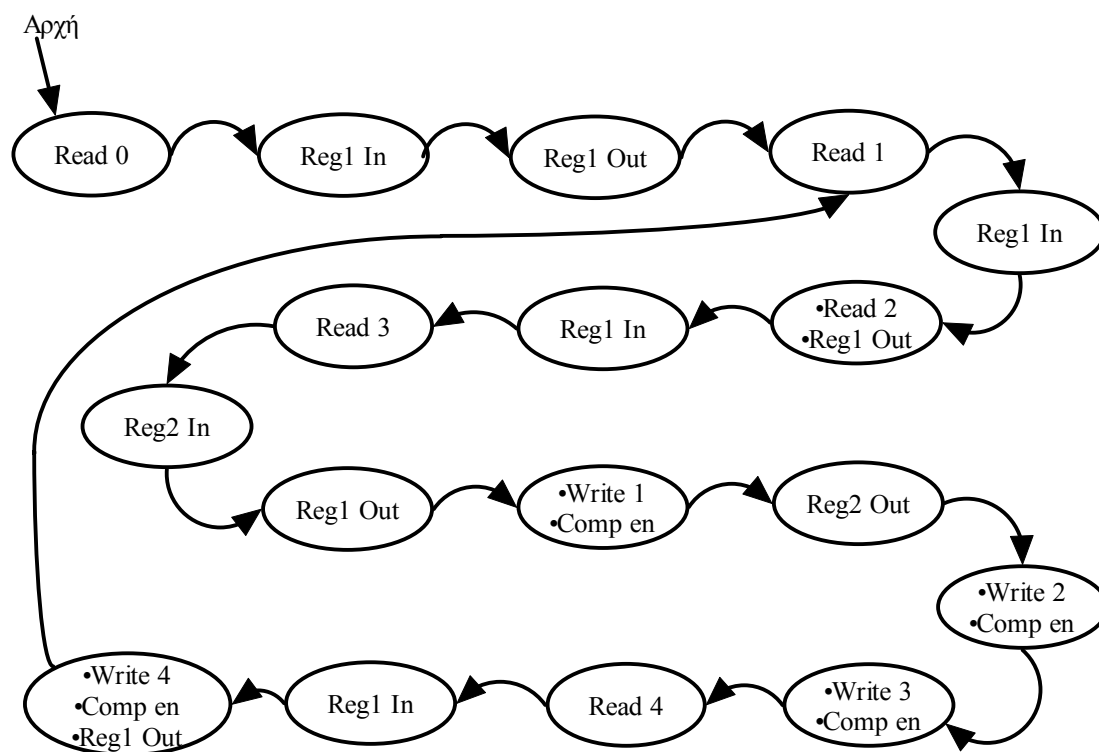 Αρχή
Read 0
Reg1 In
Reg1 Out
Read 1
Reg1 In
•Read 2
•Reg1 Out
Reg1 In
Read 3
Reg2 In
Reg1 Out
•Write 1
•Comp en
Reg2 Out
•Write 2
•Comp en
•Write 3
•Comp en
Read 4
Reg1 In
•Write 4
•Comp en
•Reg1 Out